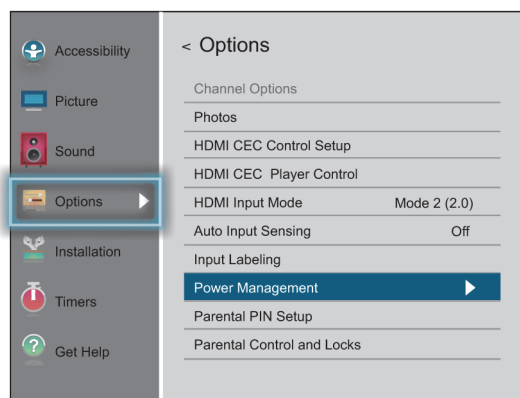 Accessibility
Picture
Sound
Options
Installation
Timers
Get Help
< Options
Channel Options
Photos
HDMI CEC Control Setup
HDMI CEC Player Control
HDMI Input Mode Mode 2 (2.0)
Auto Input Sensing Off
Input Labeling
Power Management
Parental PIN Setup
Parental Control and Locks